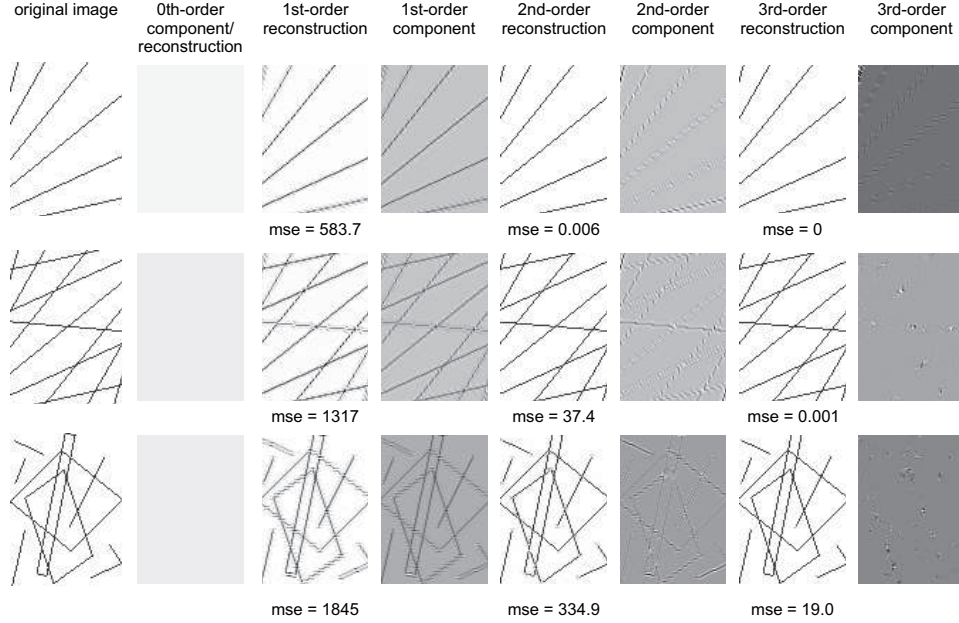 original image
0th-order
component/
reconstruction
1st-order
reconstruction
1st-order
component
2nd-order
reconstruction
2nd-order
component
3rd-order
reconstruction
3rd-order
component
mse = 583.7
mse = 0.006
mse = 0
mse = 1317
mse = 37.4
mse = 0.001
mse = 1845
mse = 334.9
mse = 19.0